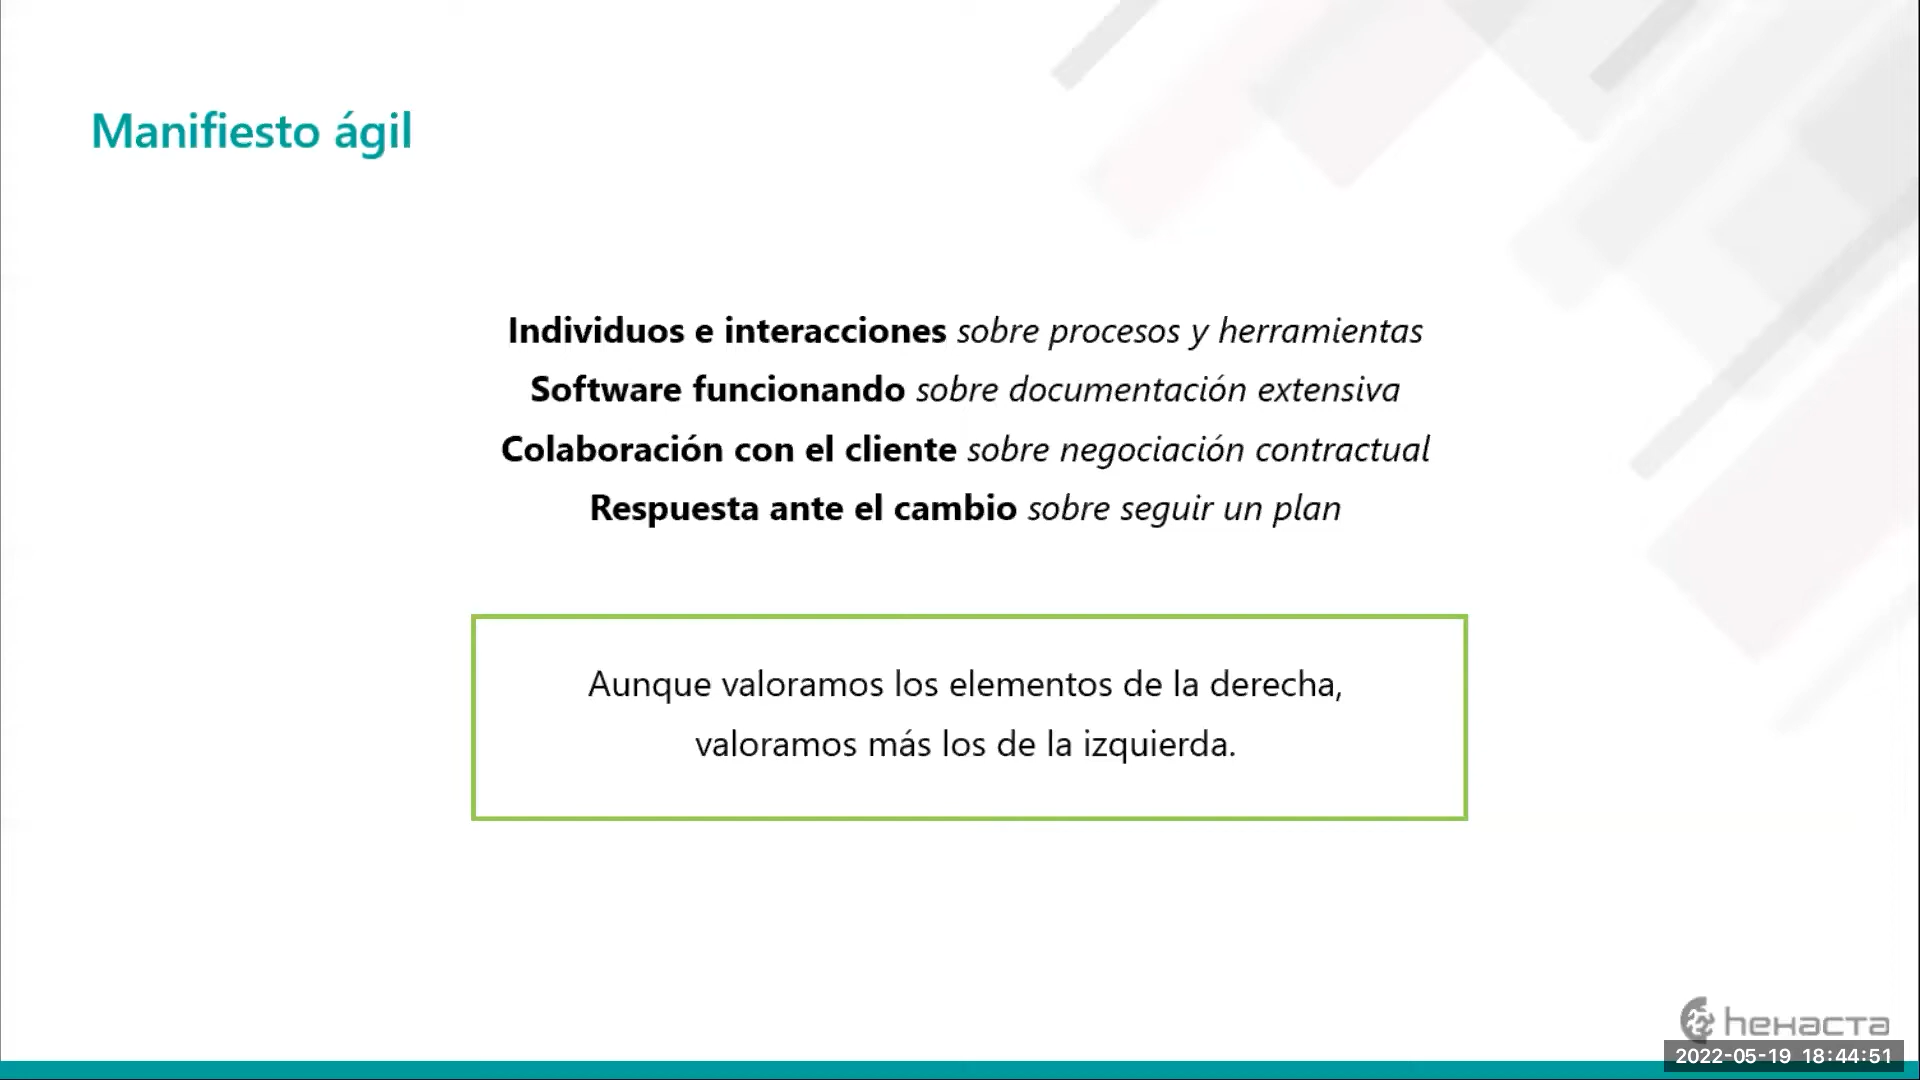 Manifiesto ágil
Individuos e interacciones sobre procesos y herramientas
Software funcionando sobre documentación extensiva
Colaboración con el cliente sobre negociación contractual
Respuesta ante el cambio sobre seguir un plan
Aunque valoramos los elementos de la derecha,
valoramos más los de la izquierda.
hexacta
2022-05-19 18:44:51